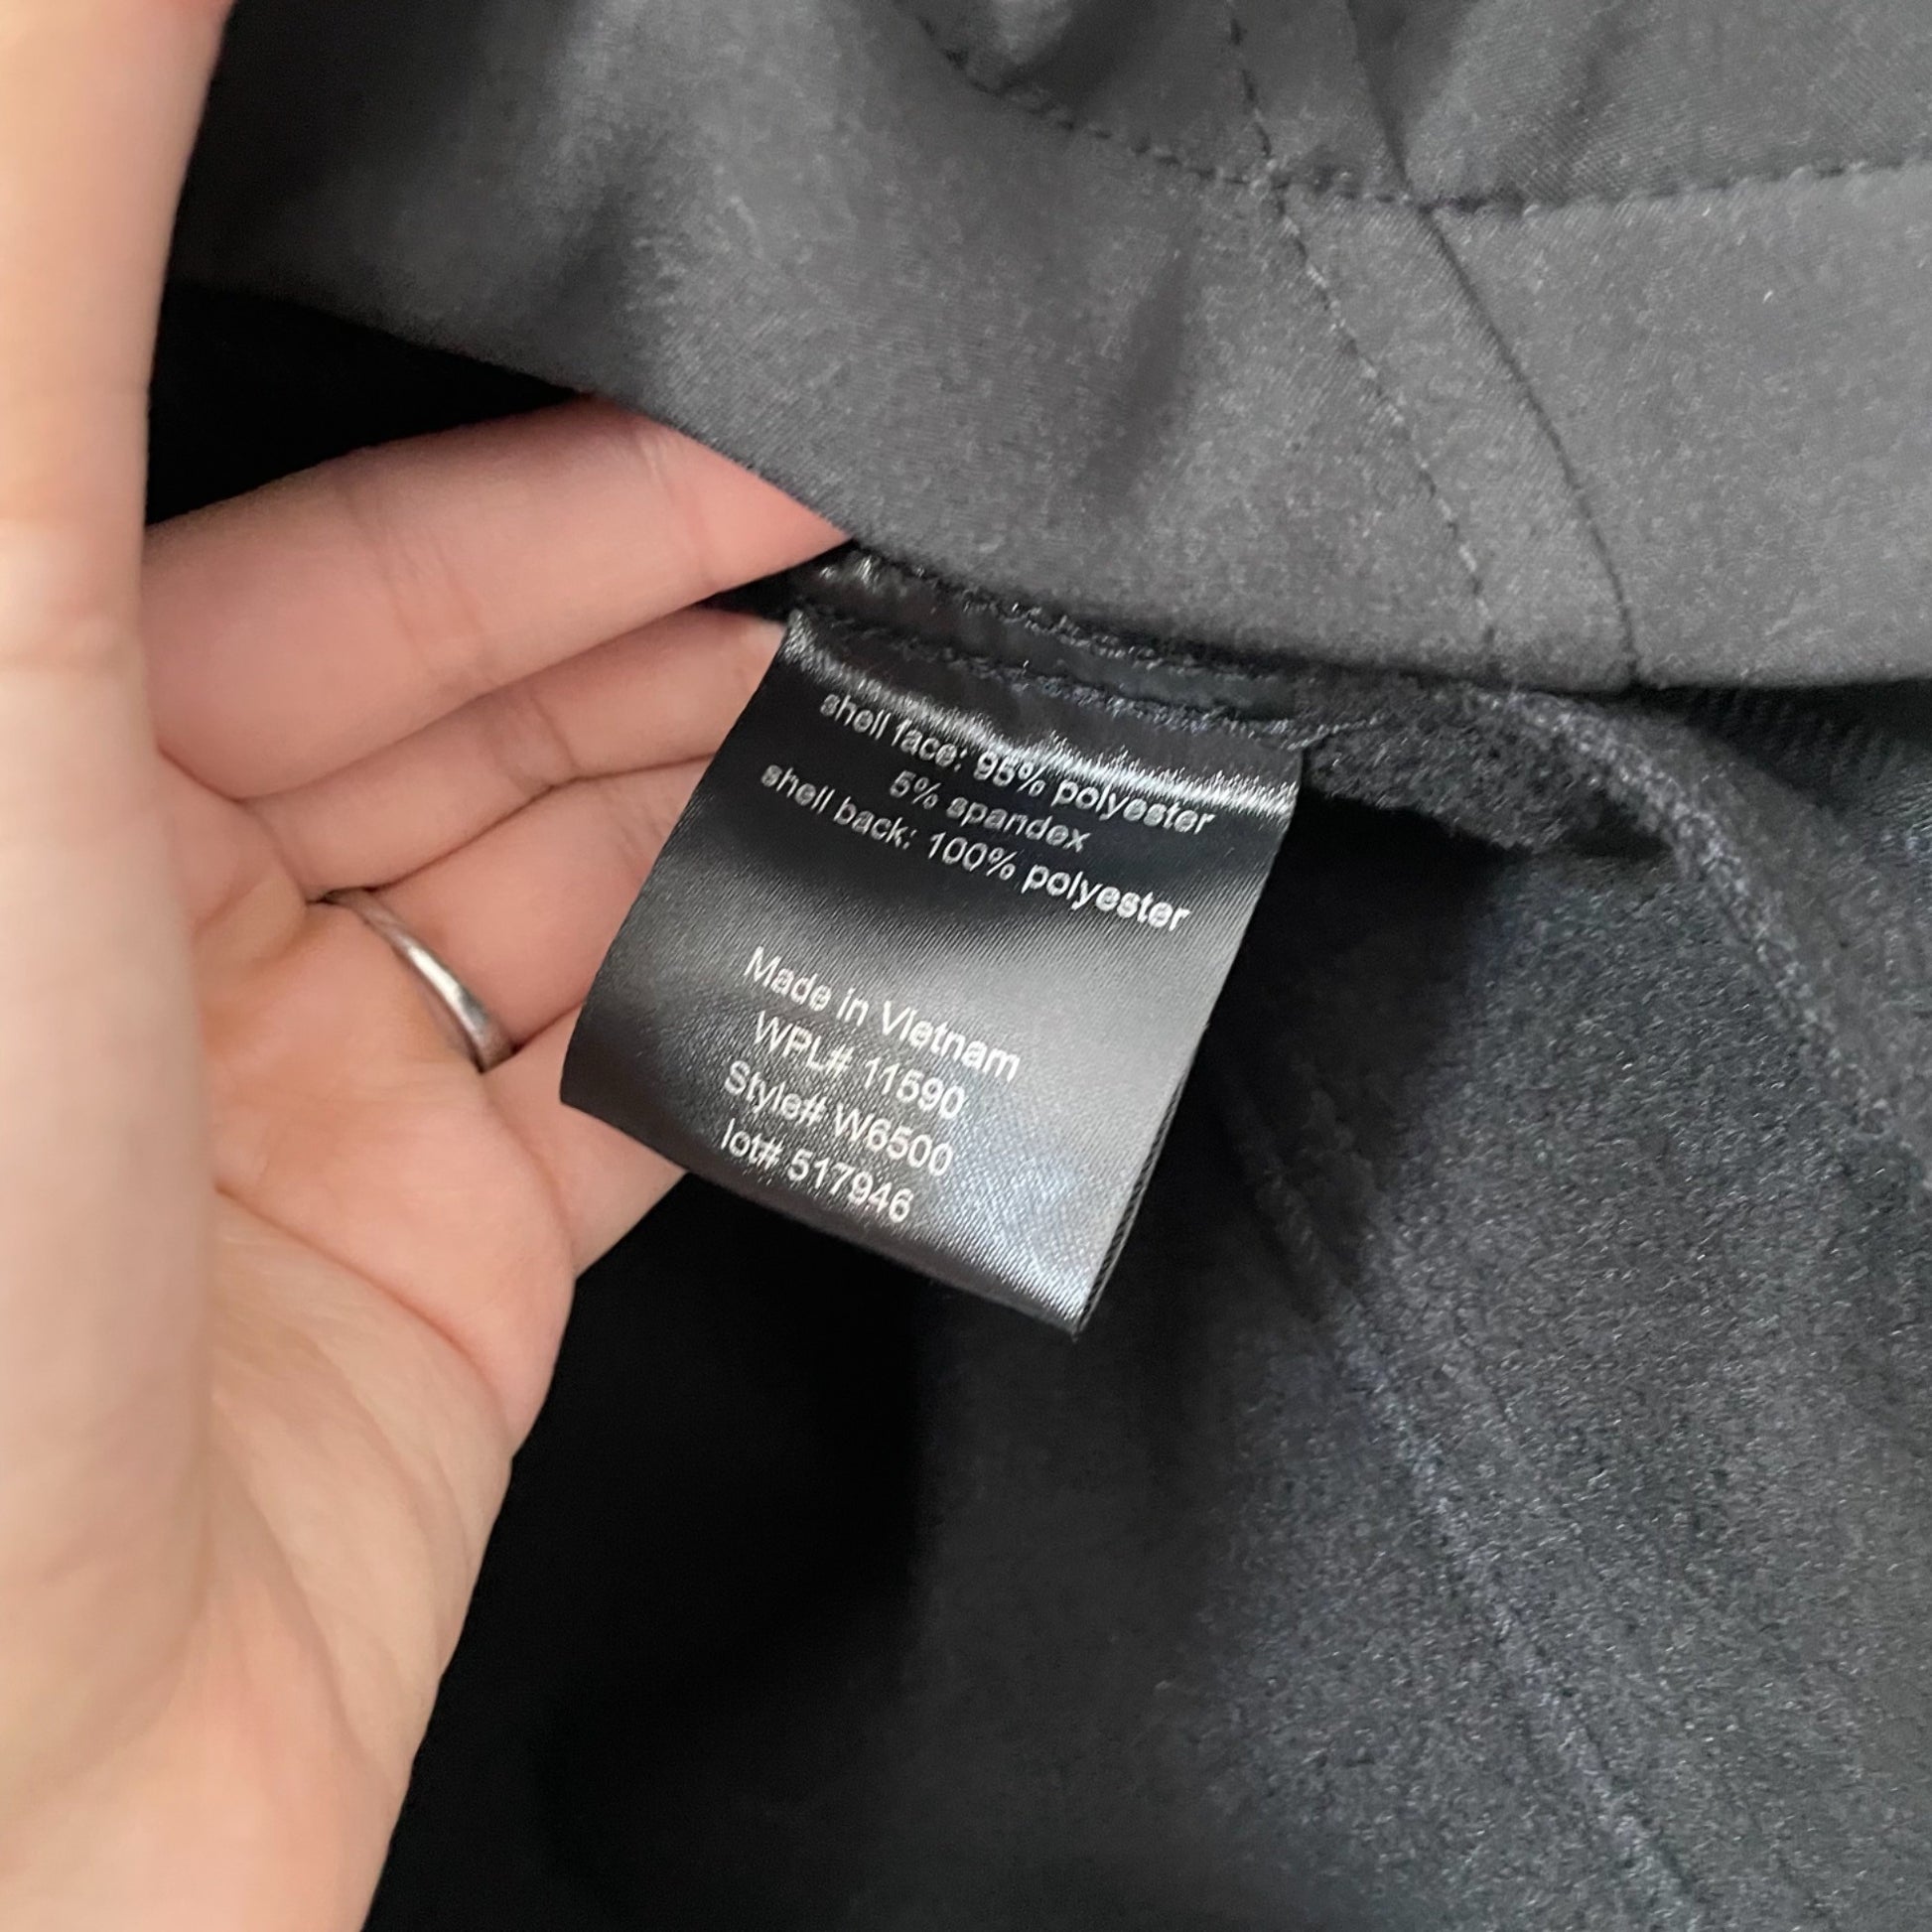 shell face: 95% polyester
5% spandex
shell back: 100% polyester
Made in Vietnam
WPL# 11590
Style# W6500
lot# 517946